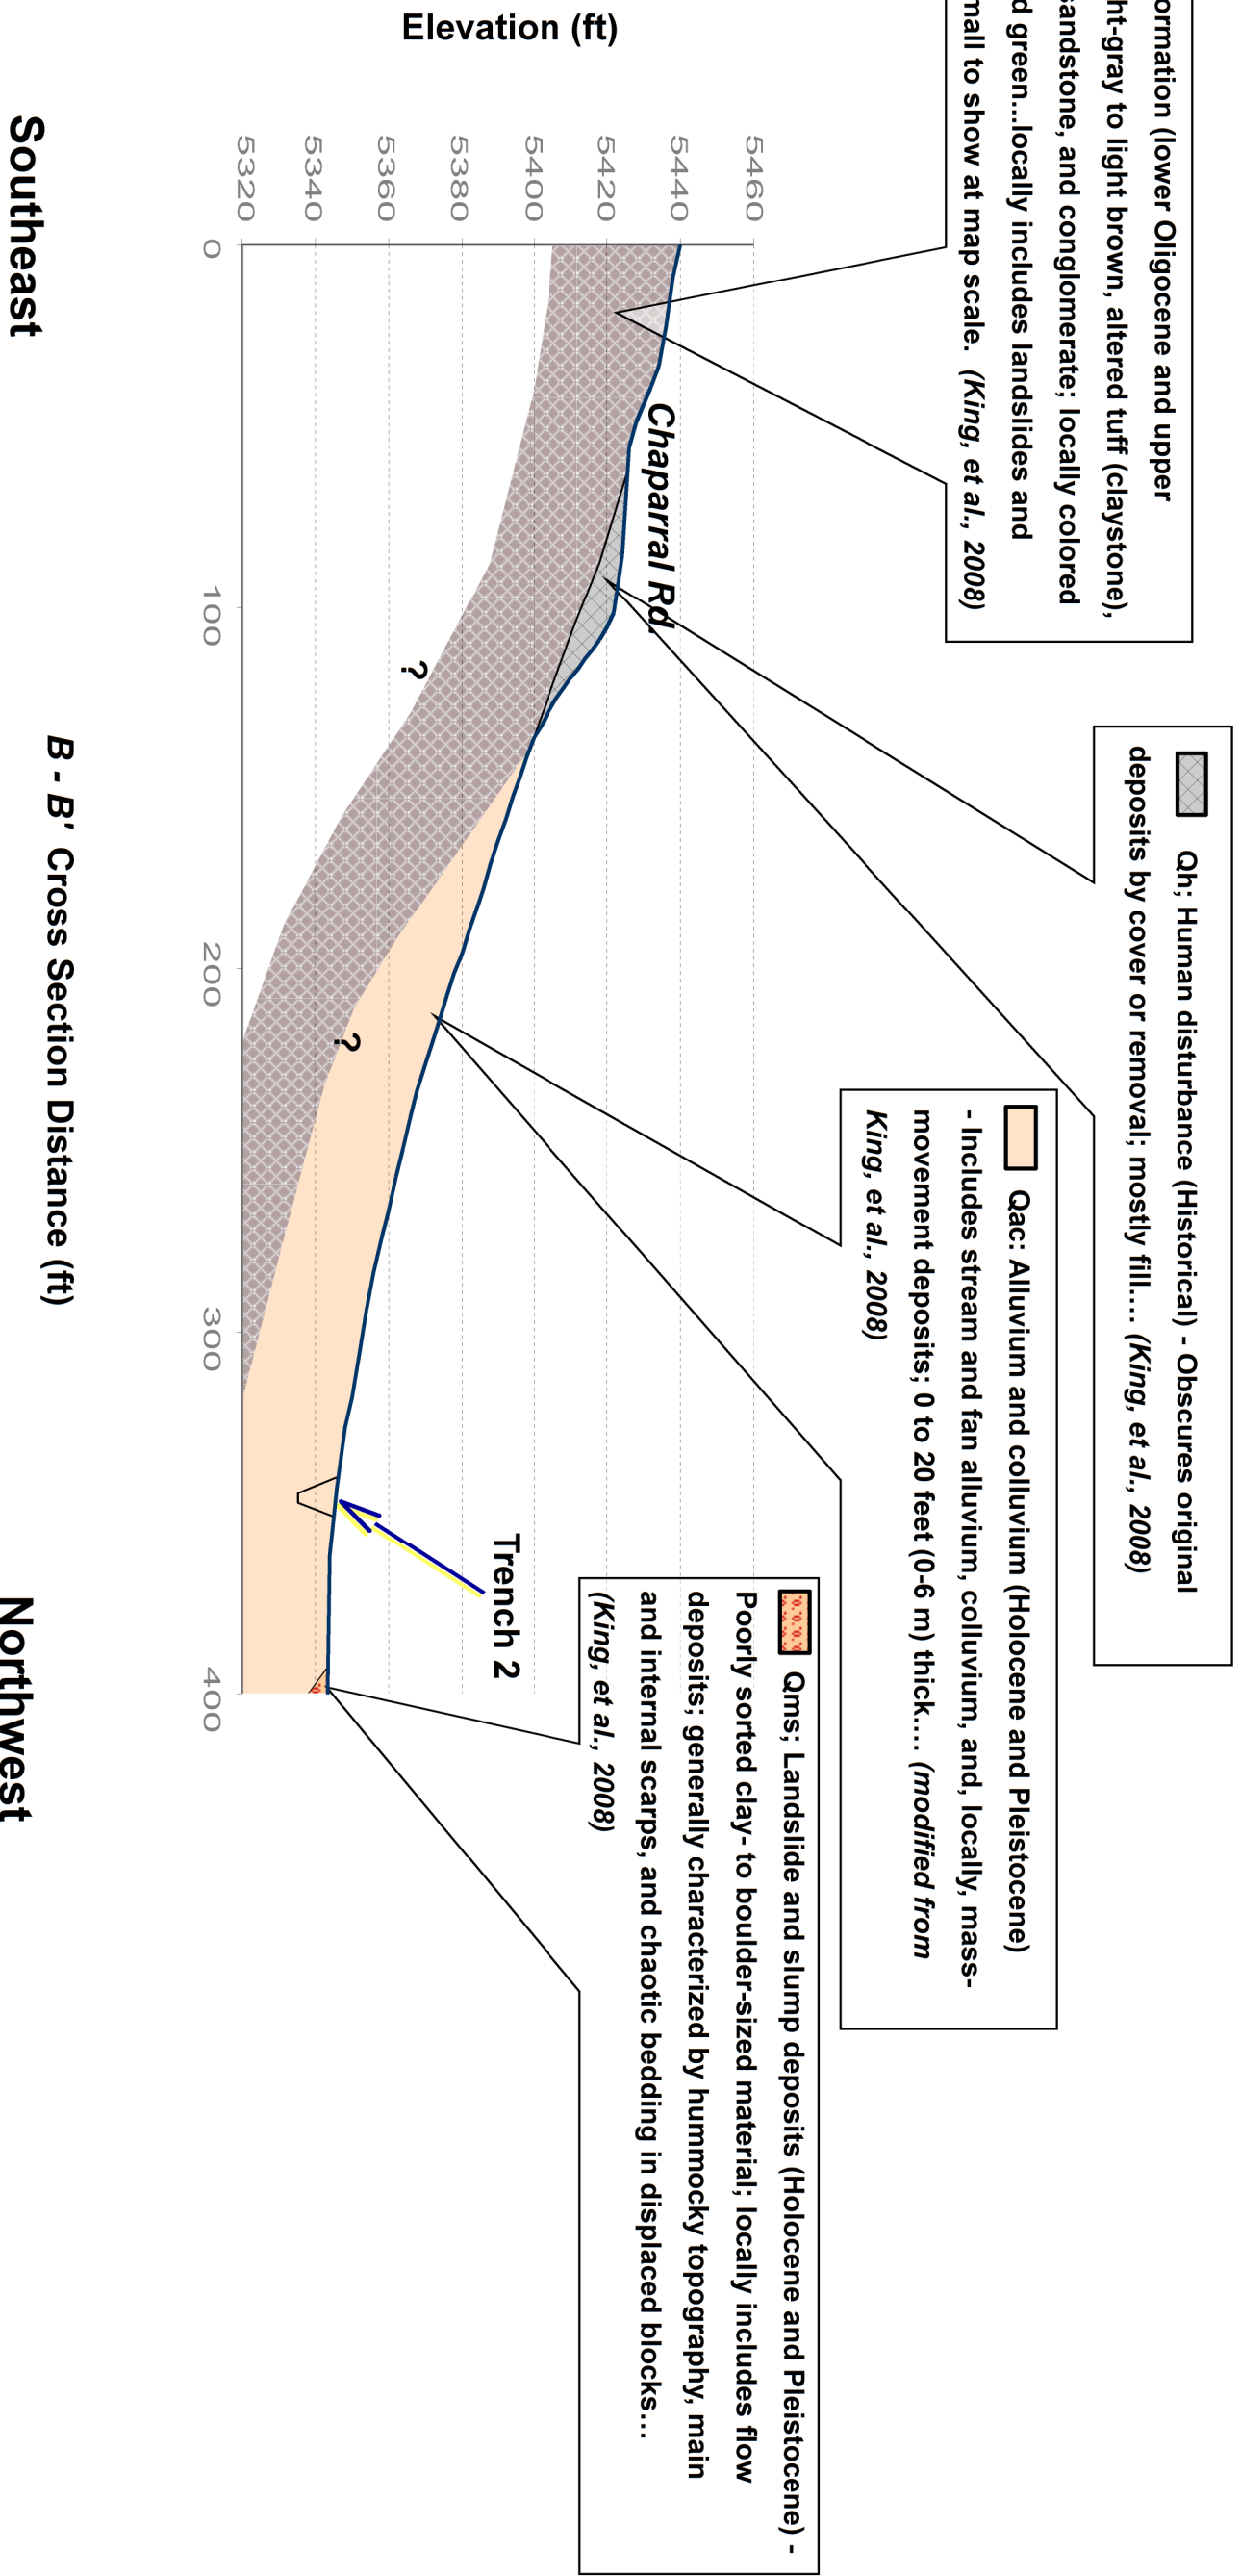 ormation (lower Oligocene and upper
ht-gray to light brown, altered tuff (claystone),
sandstone, and conglomerate; locally colored
d green...locally includes landslides and
mall to show at map scale. (King, et al., 2008)
Qh; Human disturbance (Historical) - Obscures original
deposits by cover or removal; mostly fill.... (King, et al., 2008)
Qac: Alluvium and colluvium (Holocene and Pleistocene)
- Includes stream and fan alluvium, colluvium, and, locally, mass-
movement deposits; 0 to 20 feet (0-6 m) thick.... (modified from
King, et al., 2008)
Qms; Landslide and slump deposits (Holocene and Pleistocene) -
Poorly sorted clay- to boulder-sized material; locally includes flow
deposits; generally characterized by hummocky topography, main
and internal scarps, and chaotic bedding in displaced blocks...
(King, et al., 2008)
Elevation (ft)
5460
5440
5420
5400
5380
5360
5340
5320
Chaparral Rd.
?
?
Trench 2
0
100
200
300
400
B - B' Cross Section Distance (ft)
Southeast
Northwest